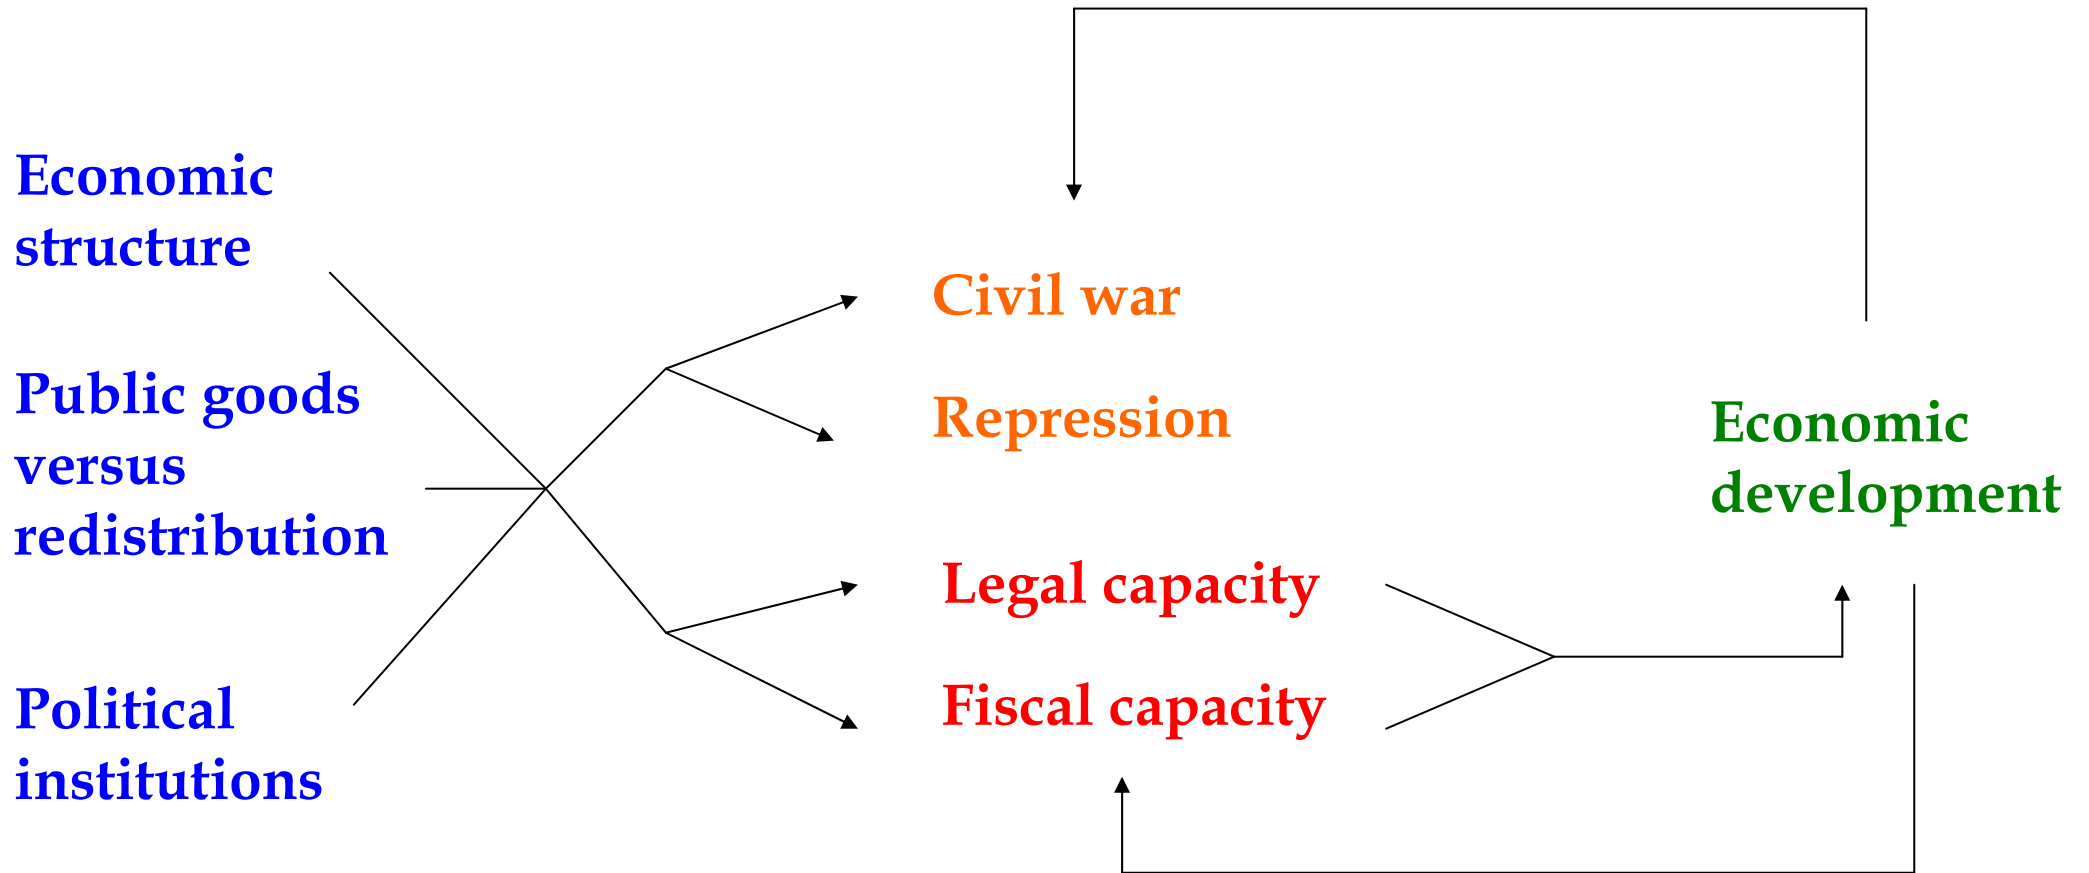 Economic
structure
Public goods
versus
redistribution
Political
institutions
Civil war
Repression
Legal capacity
Fiscal capacity
Economic
development